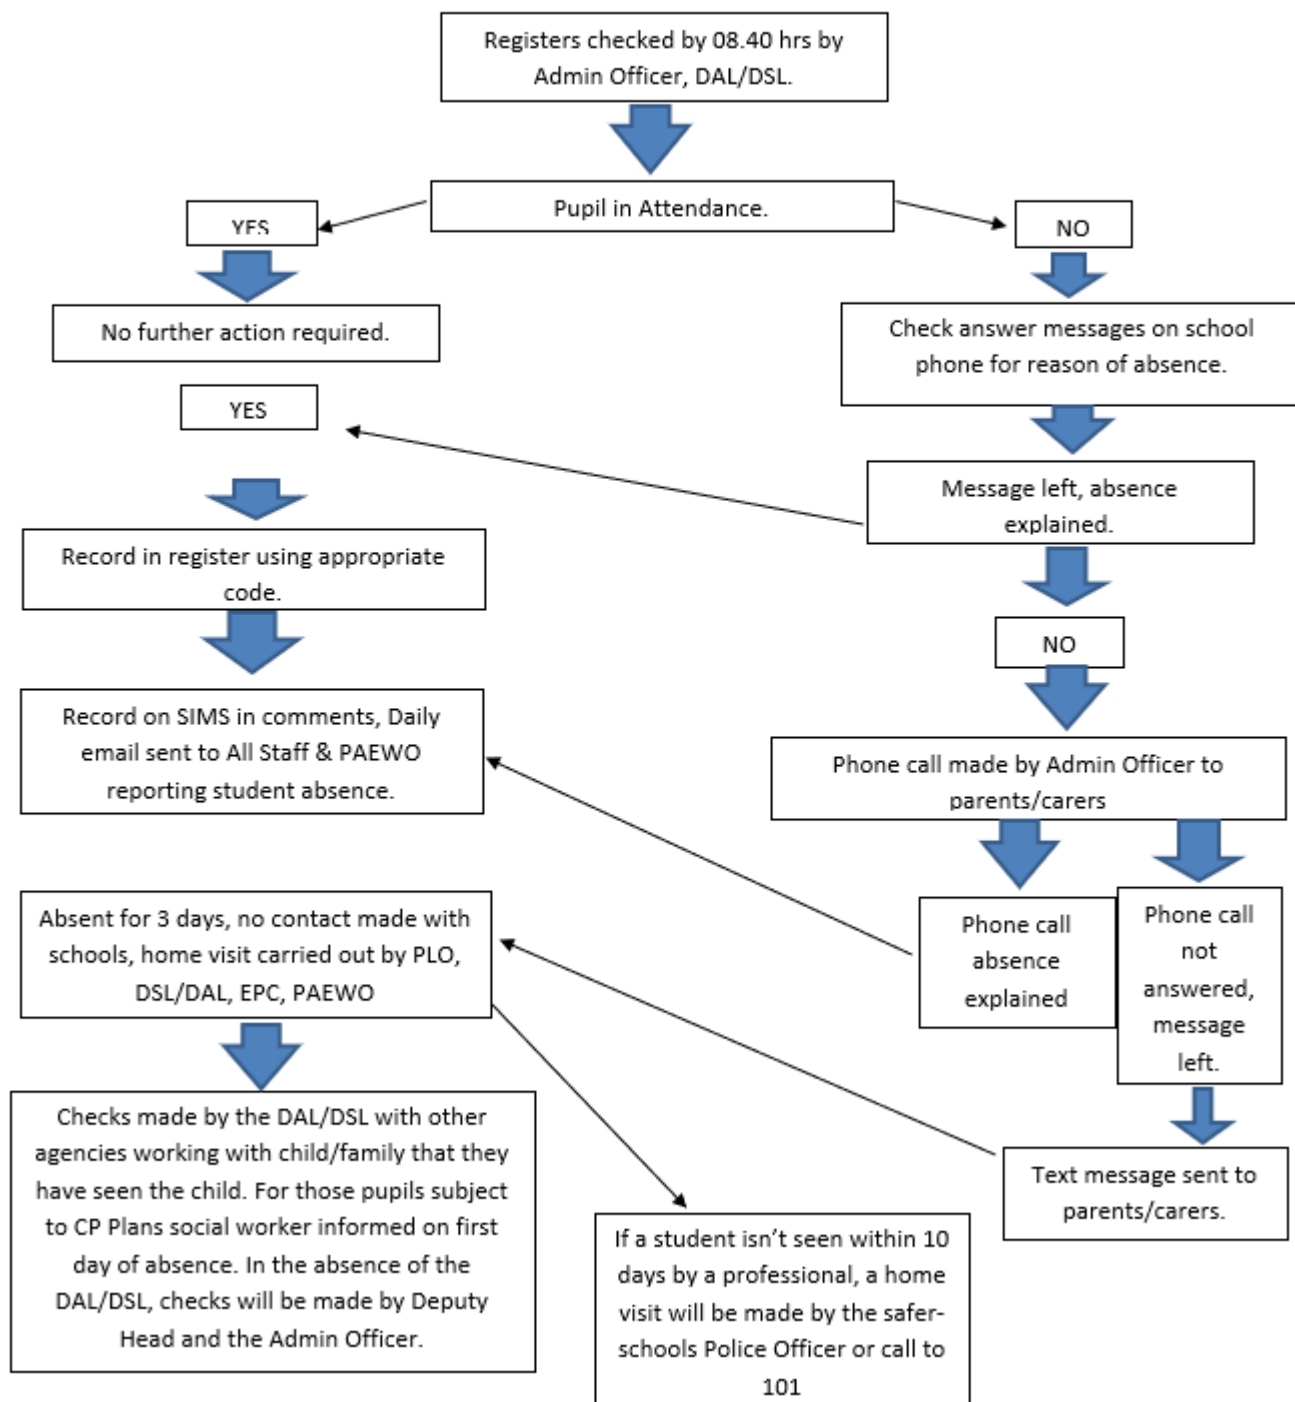 Registers checked by 08.40 hrs by
Admin Officer, DAL/DSL.
Pupil in Attendance.
YES
NO
No further action required.
Check answer messages on school
phone for reason of absence.
YES
Message left, absence
explained.
Record in register using appropriate
code.
NO
Record on SIMS in comments, Daily
email sent to All Staff & PAEWO
reporting student absence.
Phone call made by Admin Officer to
parents/carers
Absent for 3 days, no contact made with
schools, home visit carried out by PLO,
DSL/DAL, EPC, PAEWO
Phone call
absence
explained
Phone call
not
answered,
message
left.
Checks made by the DAL/DSL with other
agencies working with child/family that they
have seen the child. For those pupils subject
to CP Plans social worker informed on first
day of absence. In the absence of the
DAL/DSL, checks will be made by Deputy
Head and the Admin Officer.
Text message sent to
parents/carers.
If a student isn’t seen within 10
days by a professional, a home
visit will be made by the safer-
schools Police Officer or call to
101